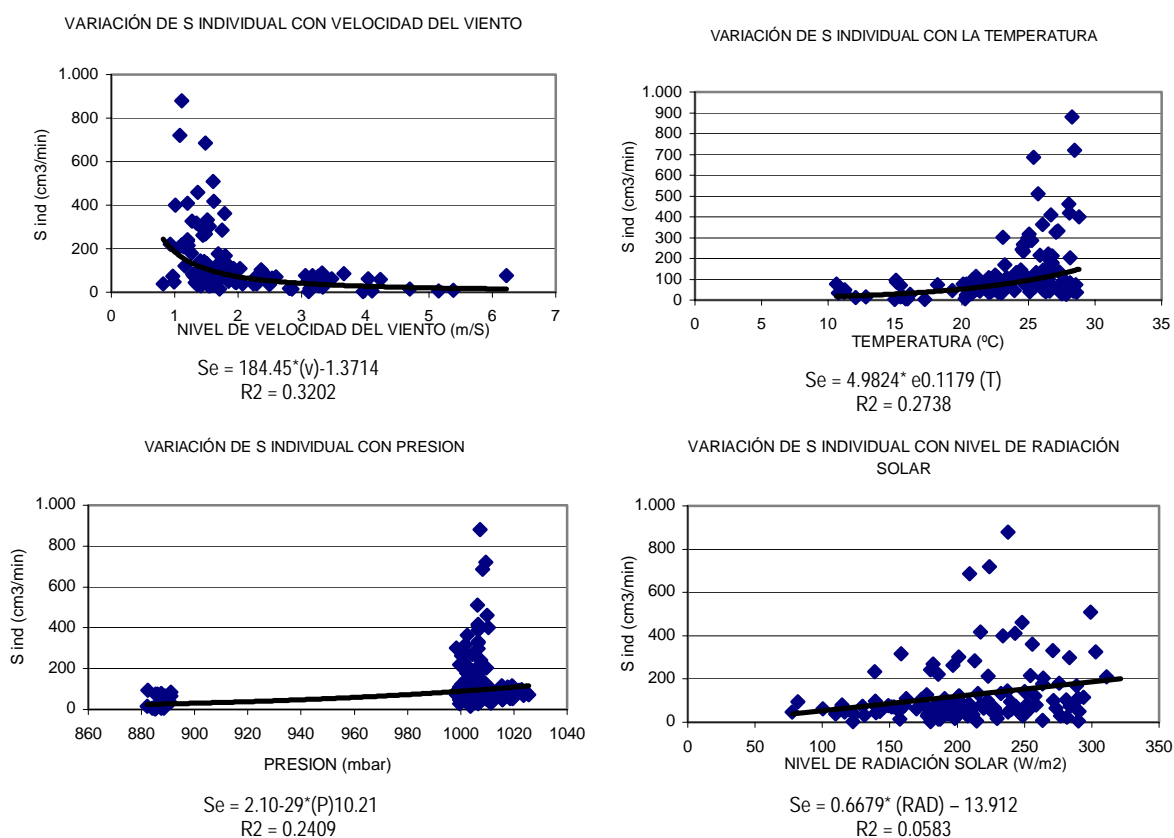 VARIACIÓN DE S INDIVIDUAL CON VELOCIDAD DEL VIENTO
S ind (cm3/min)
1.000
800
600
400
200
0
0 1 2 3 4 5 6 7
NIVEL DE VELOCIDAD DEL VIENTO (m/S)
Se = 184.45*(v)-1.3714
R2 = 0.3202
VARIACIÓN DE S INDIVIDUAL CON LA TEMPERATURA
S ind (cm3/min)
1.000
900
800
700
600
500
400
300
200
100
0
0 5 10 15 20 25 30 35
TEMPERATURA (ºC)
Se = 4.9824* e0.1179 (T)
R2 = 0.2738
VARIACIÓN DE S INDIVIDUAL CON PRESION
S ind (cm3/min)
1.000
800
600
400
200
0
860 880 900 920 940 960 980 1000 1020 1040
PRESION (mbar)
Se = 2.10-29*(P)10.21
R2 = 0.2409
VARIACIÓN DE S INDIVIDUAL CON NIVEL DE RADIACIÓN
SOLAR
S ind (cm3/min)
1.000
800
600
400
200
0
0 50 100 150 200 250 300 350
NIVEL DE RADIACIÓN SOLAR (W/m2)
Se = 0.6679* (RAD) – 13.912
R2 = 0.0583